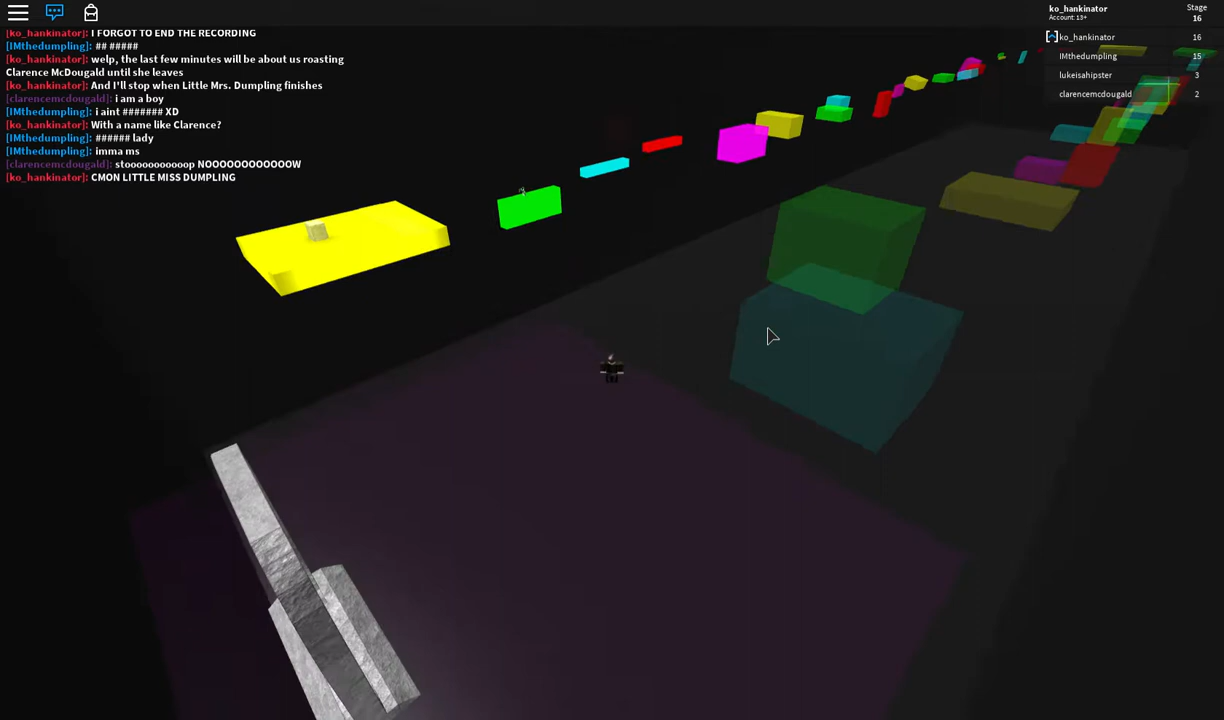 [ko_hankinator]: I FORGOT TO END THE RECORDING
[IMthedumpling]: ## #####
[ko_hankinator]: welp, the last few minutes will be about us roasting
Clarence McDougald until she leaves
[ko_hankinator]: And I'll stop when Little Mrs. Dumpling finishes
[clarencemcdougald]: i am a boy
[IMthedumpling]: i aint ####### XD
[ko_hankinator]: With a name like Clarence?
[IMthedumpling]: ###### lady
[IMthedumpling]: imma ms
[clarencemcdougald]: stooooooooooop NOOOOOOOOOOOOW
[ko_hankinator]: CMON LITTLE MISS DUMPLING
ko_hankinator Stage
Account: 13+ 16
ko_hankinator 16
IMthedumpling 15
lukeisahipster 3
clarencemcdougald 2